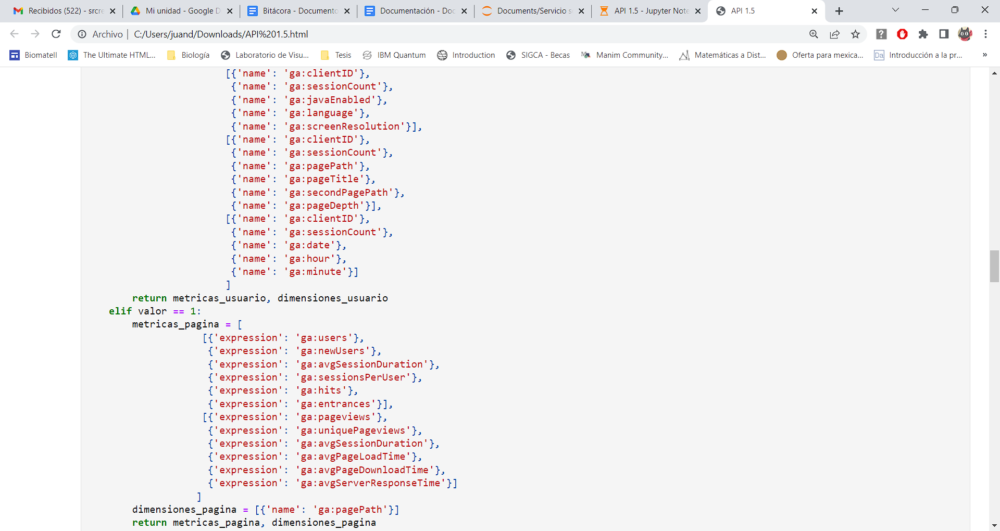 Recibidos (522) - srcre
Mi unidad - Google D
Bitácora - Documento
Documentación - Doc
Documents/Servicio s
API 1.5 - Jupyter Note
API 1.5
Archivo | C:/Users/juand/Downloads/API%201.5.html
Biomatell
The Ultimate HTML...
Biología
Laboratorio de Visu...
Tesis
IBM Quantum
Introduction
SIGCA - Becas
Manim Community...
Matemáticas a Dist...
Oferta para mexica...
Da Introducción a la pr...
»
[{'name': 'ga:clientID'},
{'name': 'ga:sessionCount'},
{'name': 'ga:javaEnabled'},
{'name': 'ga:language'},
{'name': 'ga:screenResolution'}],
[{'name': 'ga:clientID'},
{'name': 'ga:sessionCount'},
{'name': 'ga:pagePath'},
{'name': 'ga:pageTitle'},
{'name': 'ga:secondPagePath'},
{'name': 'ga:pageDepth'}],
[{'name': 'ga:clientID'},
{'name': 'ga:sessionCount'},
{'name': 'ga:date'},
{'name': 'ga:hour'},
{'name': 'ga:minute'}]
]
return metricas_usuario, dimensiones_usuario
elif valor == 1:
metricas_pagina = [
[{'expression': 'ga:users'},
{'expression': 'ga:newUsers'},
{'expression': 'ga:avgSessionDuration'},
{'expression': 'ga:sessionsPerUser'},
{'expression': 'ga:hits'},
{'expression': 'ga:entrances'}],
[{'expression': 'ga:pageviews'},
{'expression': 'ga:uniquePageviews'},
{'expression': 'ga:avgSessionDuration'},
{'expression': 'ga:avgPageLoadTime'},
{'expression': 'ga:avgPageDownloadTime'},
{'expression': 'ga:avgServerResponseTime'}]
]
dimensiones_pagina = [{'name': 'ga:pagePath'}]
return metricas_pagina, dimensiones_pagina